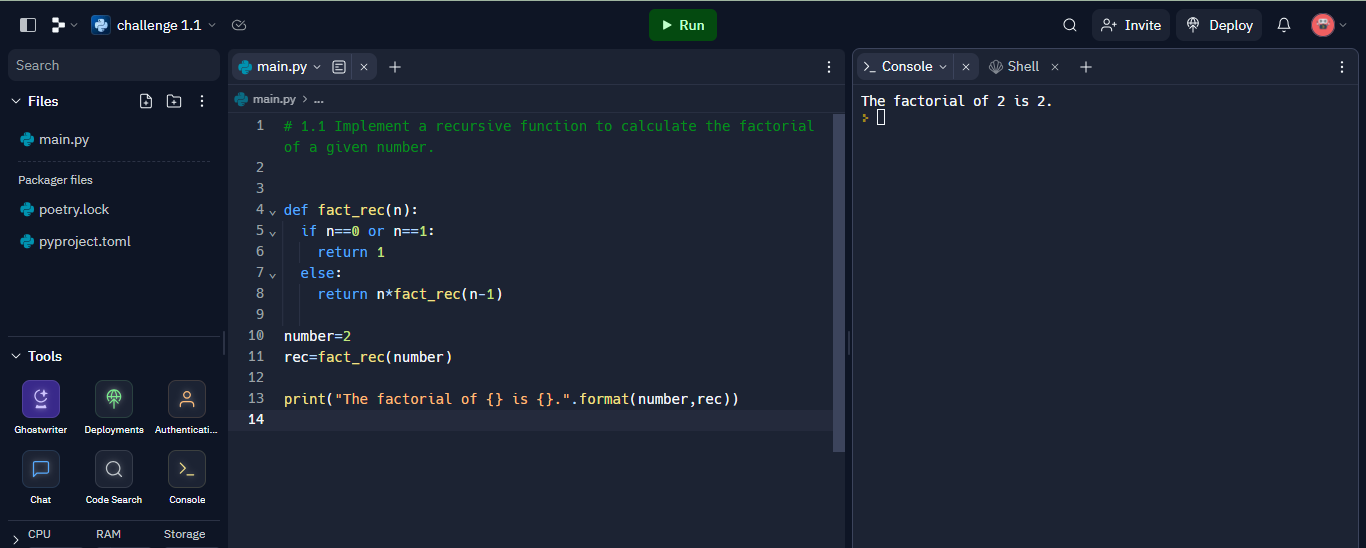 challenge 1.1
Run
Invite
Deploy
Search
Files
main.py
Packager files
poetry.lock
pyproject.toml
Tools
Ghostwriter
Deployments
Authenticati...
Chat
Code Search
Console
CPU
RAM
Storage
main.py
main.py > ...
1 # 1.1 Implement a recursive function to calculate the factorial
of a given number.
2
3
4 def fact_rec(n):
5 if n==0 or n==1:
6 return 1
7 else:
8 return n*fact_rec(n-1)
9
10 number=2
11 rec=fact_rec(number)
12
13 print("The factorial of {} is {}.".format(number,rec))
14
Console
Shell
The factorial of 2 is 2.